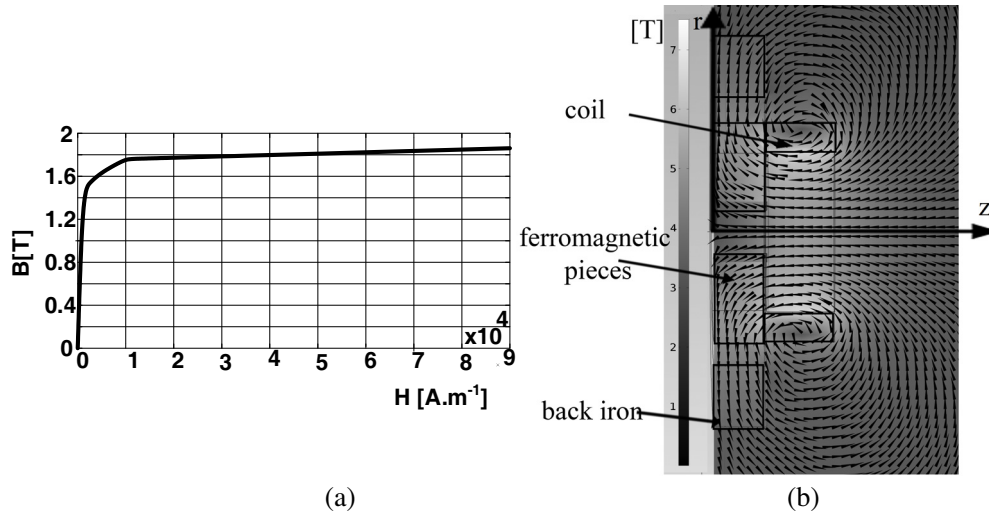 2
1.6
1.2
0.8
0.4
0
B[T]
0 1 2 3 4 5 6 7 8 9
x10
4
H [A.m-1]
(a)
[T] r
7
6
5
4
3
2
1
coil
z
ferromagnetic
pieces
back iron
(b)